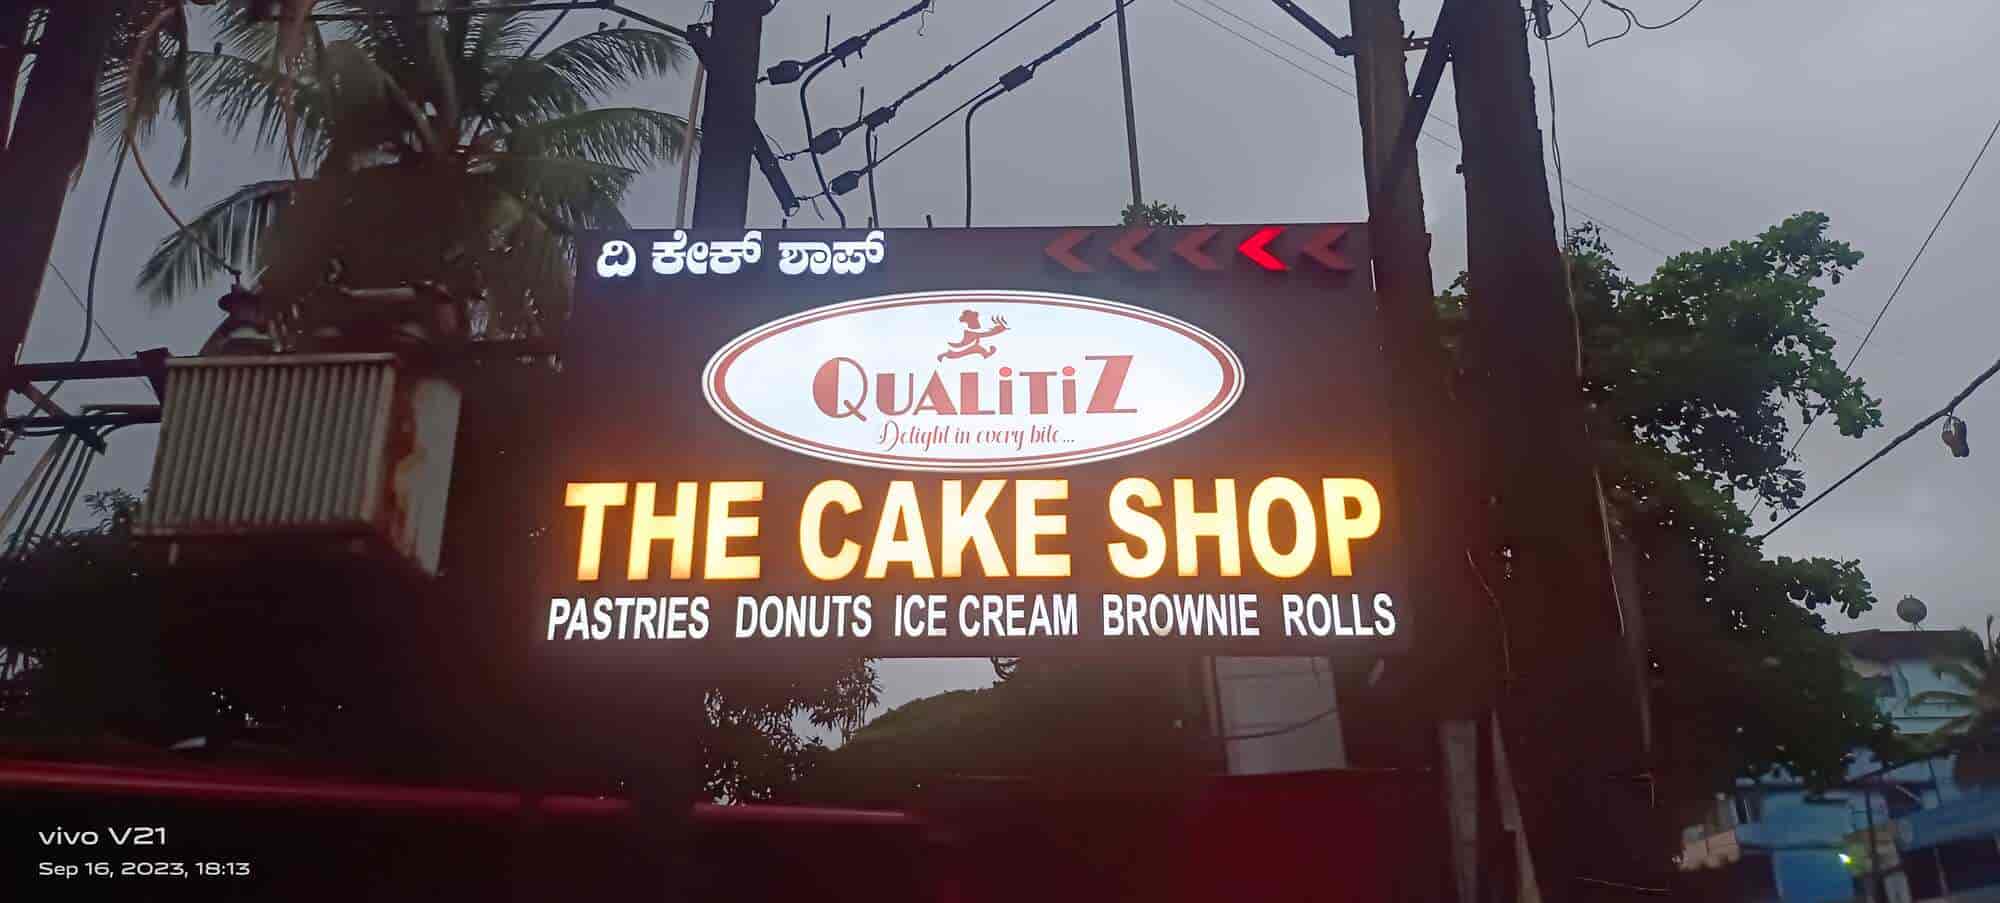 ದಿ ಕೇಕ್ ಶಾಪ್
QUALiTiZ
Delight in every bite...
THE CAKE SHOP
PASTRIES DONUTS ICE CREAM BROWNIE ROLLS
vivo V21
Sep 16, 2023, 18:13